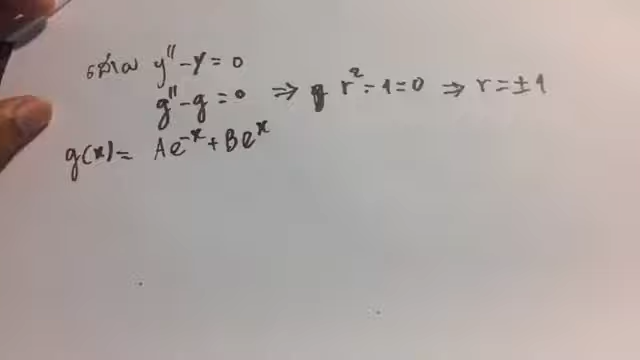 y'' - y = 0
g'' - g = 0 ⇒ r² - 1 = 0 ⇒ r = ±1
g(x) = Ae^{-x} + Be^{x}